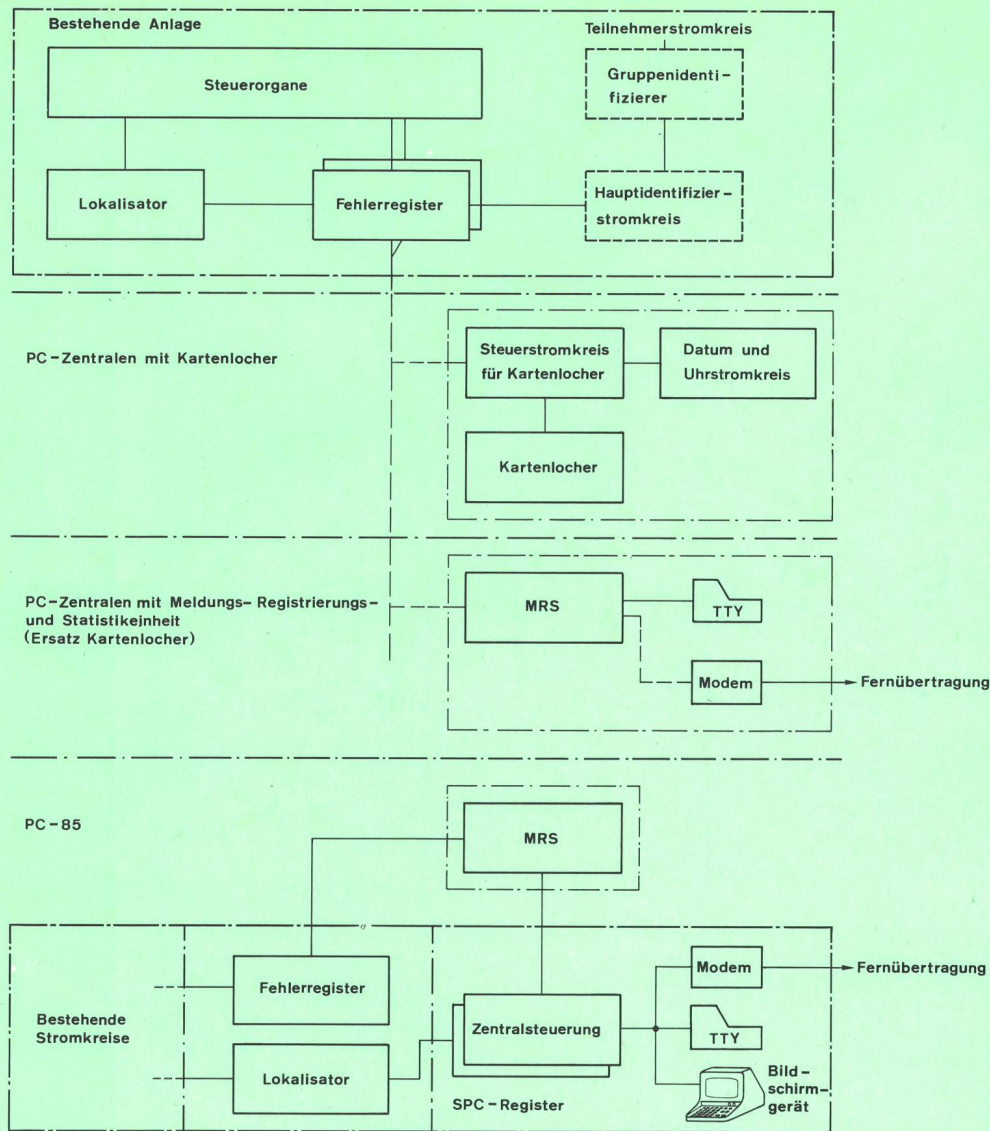 Bestehende Anlage
Teilnehmerstromkreis
Steuerorgane
Gruppenidenti-
fizierer
Lokalisator
Fehlerregister
Hauptidentifizier-
stromkreis
PC-Zentralen mit Kartenlocher
Steuerstromkreis
für Kartenlocher
Datum und
Uhrstromkreis
Kartenlocher
PC-Zentralen mit Meldungs-Registrierungs-
und Statistikeinheit
(Ersatz Kartenlocher)
MRS
TTY
Modem
Fernübertragung
PC-85
MRS
Bestehende
Stromkreise
Fehlerregister
Lokalisator
Zentralsteuerung
SPC-Register
Modem
Fernübertragung
TTY
Bild-
schirm-
gerät